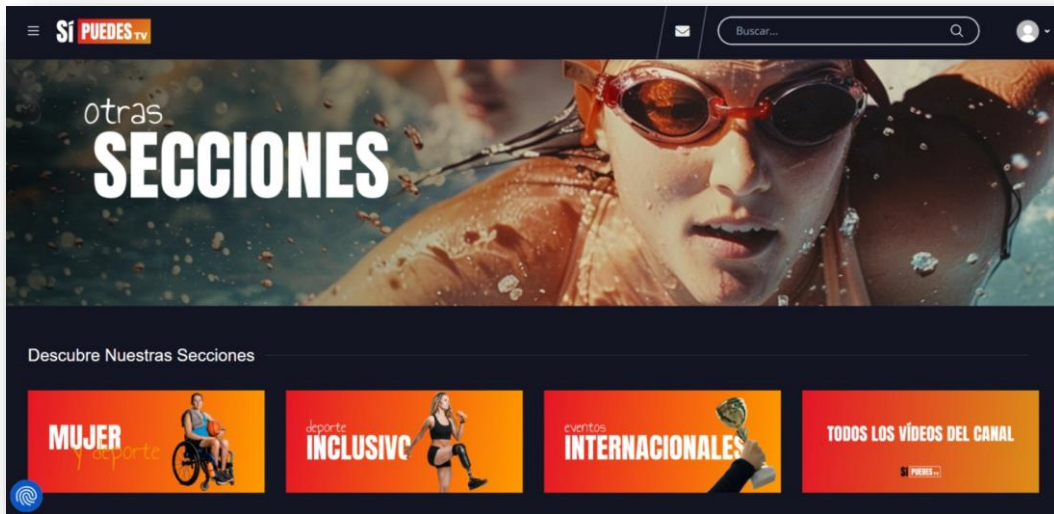 SÍ PUEDES TV
Buscar...
otras
SECCIONES
Descubre Nuestras Secciones
MUJER
y deporte
deporte
INCLUSIVO
eventos
INTERNACIONALES
TODOS LOS VÍDEOS DEL CANAL
SÍ PUEDES TV